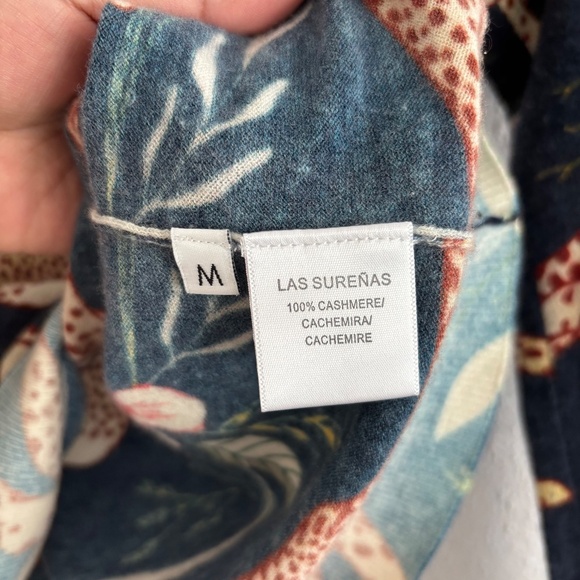 M
LAS SUREÑAS
100% CASHMERE/
CACHEMIRA/
CACHEMIRE